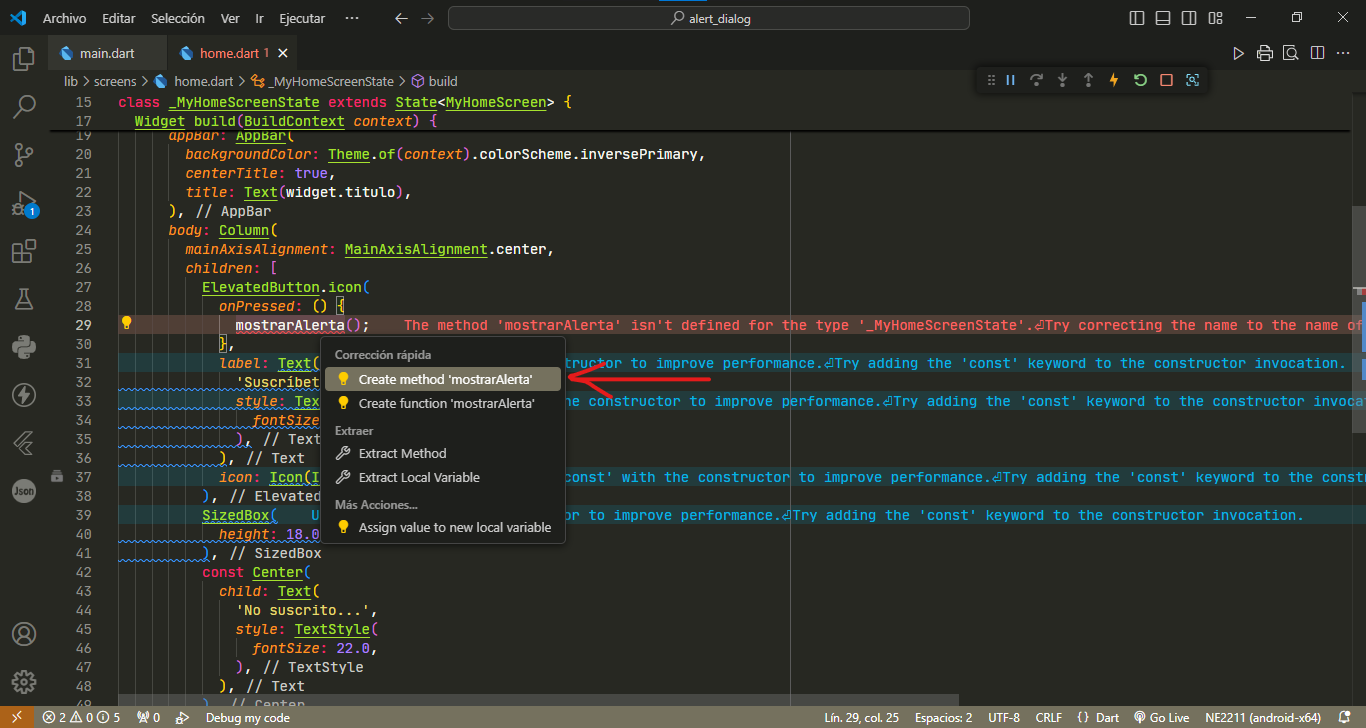 Archivo Editar Selección Ver Ir Ejecutar ··· alert_dialog
main.dart home.dart 1
lib > screens > home.dart > _MyHomeScreenState > build
15 class _MyHomeScreenState extends State<MyHomeScreen> {
17 Widget build(BuildContext context) {
19 appBar: AppBar(
20 backgroundColor: Theme.of(context).colorScheme.inversePrimary,
21 centerTitle: true,
22 title: Text(widget.titulo),
23 ), // AppBar
24 body: Column(
25 mainAxisAlignment: MainAxisAlignment.center,
26 children: [
27 ElevatedButton.icon(
28 onPressed: () {
29 mostrarAlerta(); The method 'mostrarAlerta' isn't defined for the type '_MyHomeScreenState'.⏎Try correcting the name to the name of
30 },
31 label: Text( structor to improve performance.⏎Try adding the 'const' keyword to the constructor invocation.
32 'Suscribet
33 style: Tex he constructor to improve performance.⏎Try adding the 'const' keyword to the constructor invoca
34 fontSize
35 ), // Text
36 ), // Text
37 icon: Icon(I const' with the constructor to improve performance.⏎Try adding the 'const' keyword to the const
38 ), // Elevated
39 SizedBox( U or to improve performance.⏎Try adding the 'const' keyword to the constructor invocation.
40 height: 18.0
41 ), // SizedBox
42 const Center(
43 child: Text(
44 'No suscrito...',
45 style: TextStyle(
46 fontSize: 22.0,
47 ), // TextStyle
48 ), // Text
49 ), // Center
Corrección rápida
Create method 'mostrarAlerta'
Create function 'mostrarAlerta'
Extraer
Extract Method
Extract Local Variable
Más Acciones...
Assign value to new local variable
1
Json
2 0 5 0 Debug my code Lín. 29, col. 25 Espacios: 2 UTF-8 CRLF {} Dart Go Live NE2211 (android-x64)